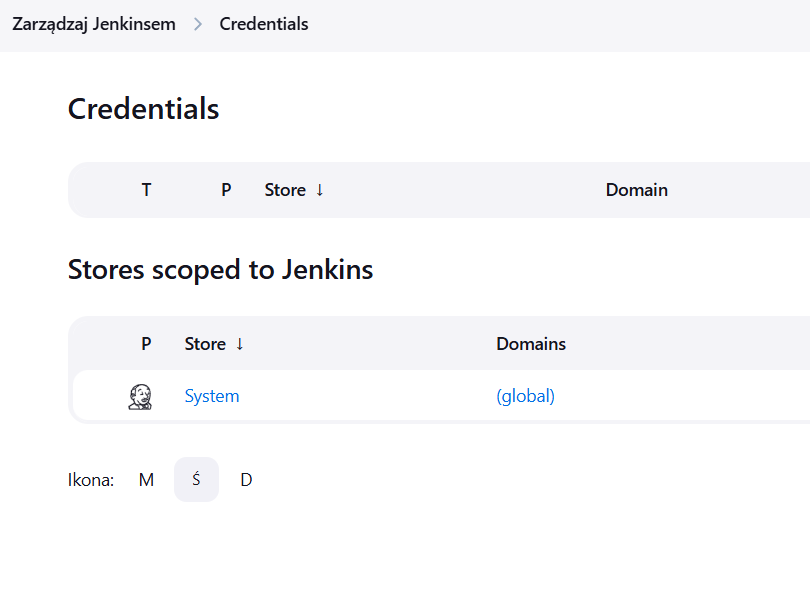 Zarządzaj Jenkinsem > Credentials
Credentials
T P Store ↓ Domain
Stores scoped to Jenkins
P Store ↓ Domains
System (global)
Ikona: M Ś D